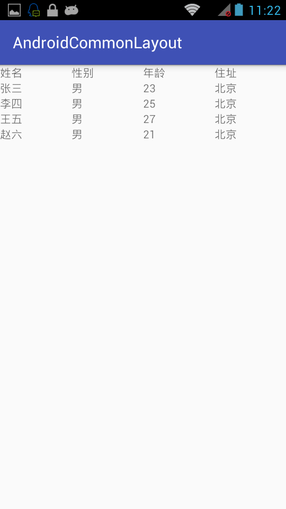 11:22
AndroidCommonLayout
姓名 性别 年龄 住址
张三 男 23 北京
李四 男 25 北京
王五 男 27 北京
赵六 男 21 北京